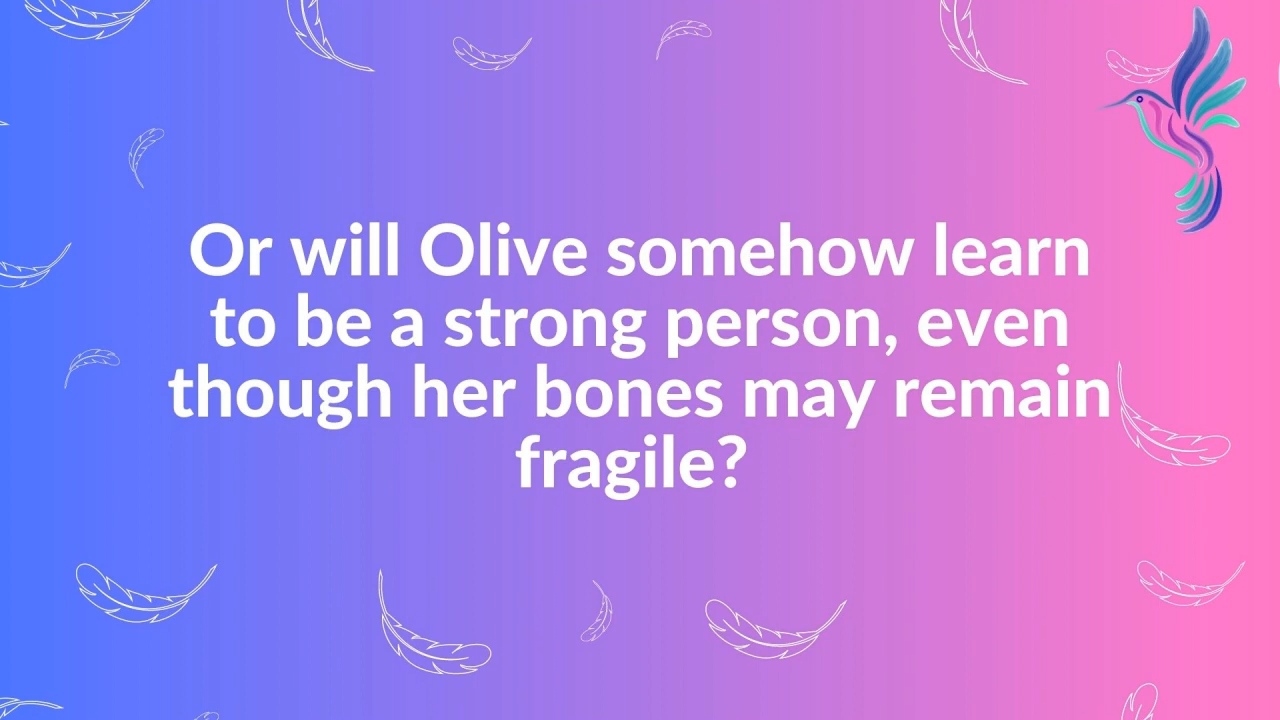 Or will Olive somehow learn
to be a strong person, even
though her bones may remain
fragile?